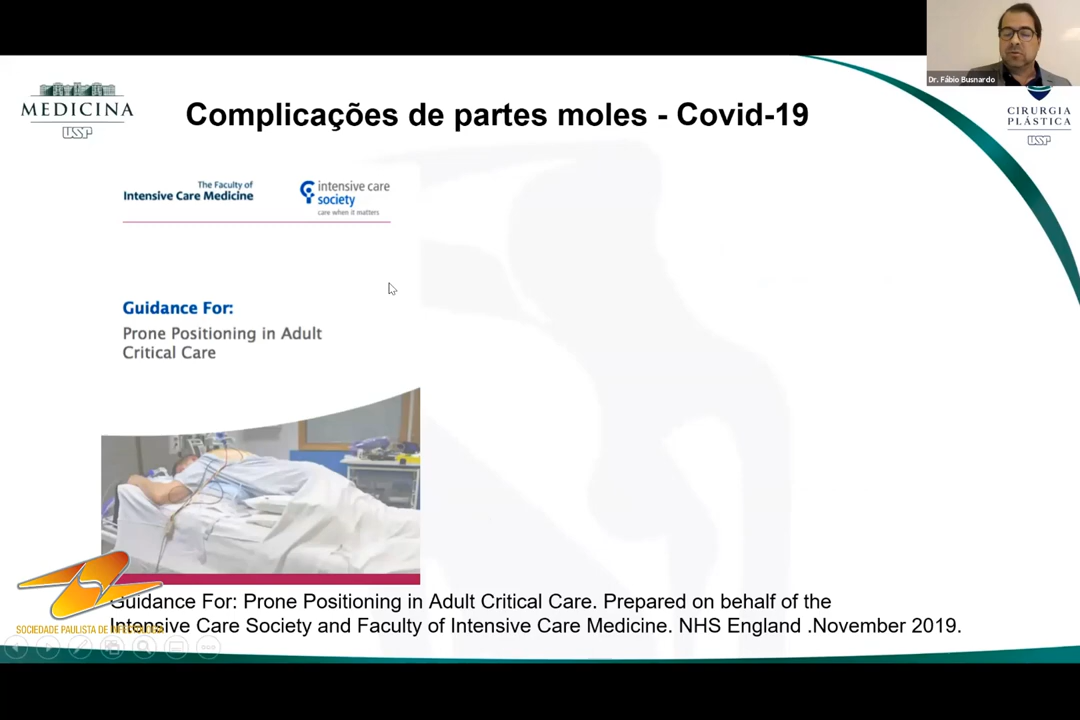 Dr. Fábio Busnardo
MEDICINA
USP
Complicações de partes moles - Covid-19
CIRURGIA
PLÁSTICA
USP
The Faculty of
Intensive Care Medicine
intensive care
society
care when it matters
Guidance For:
Prone Positioning in Adult
Critical Care
Guidance For: Prone Positioning in Adult Critical Care. Prepared on behalf of the
Intensive Care Society and Faculty of Intensive Care Medicine. NHS England .November 2019.
SOCIEDADE PAULISTA DE